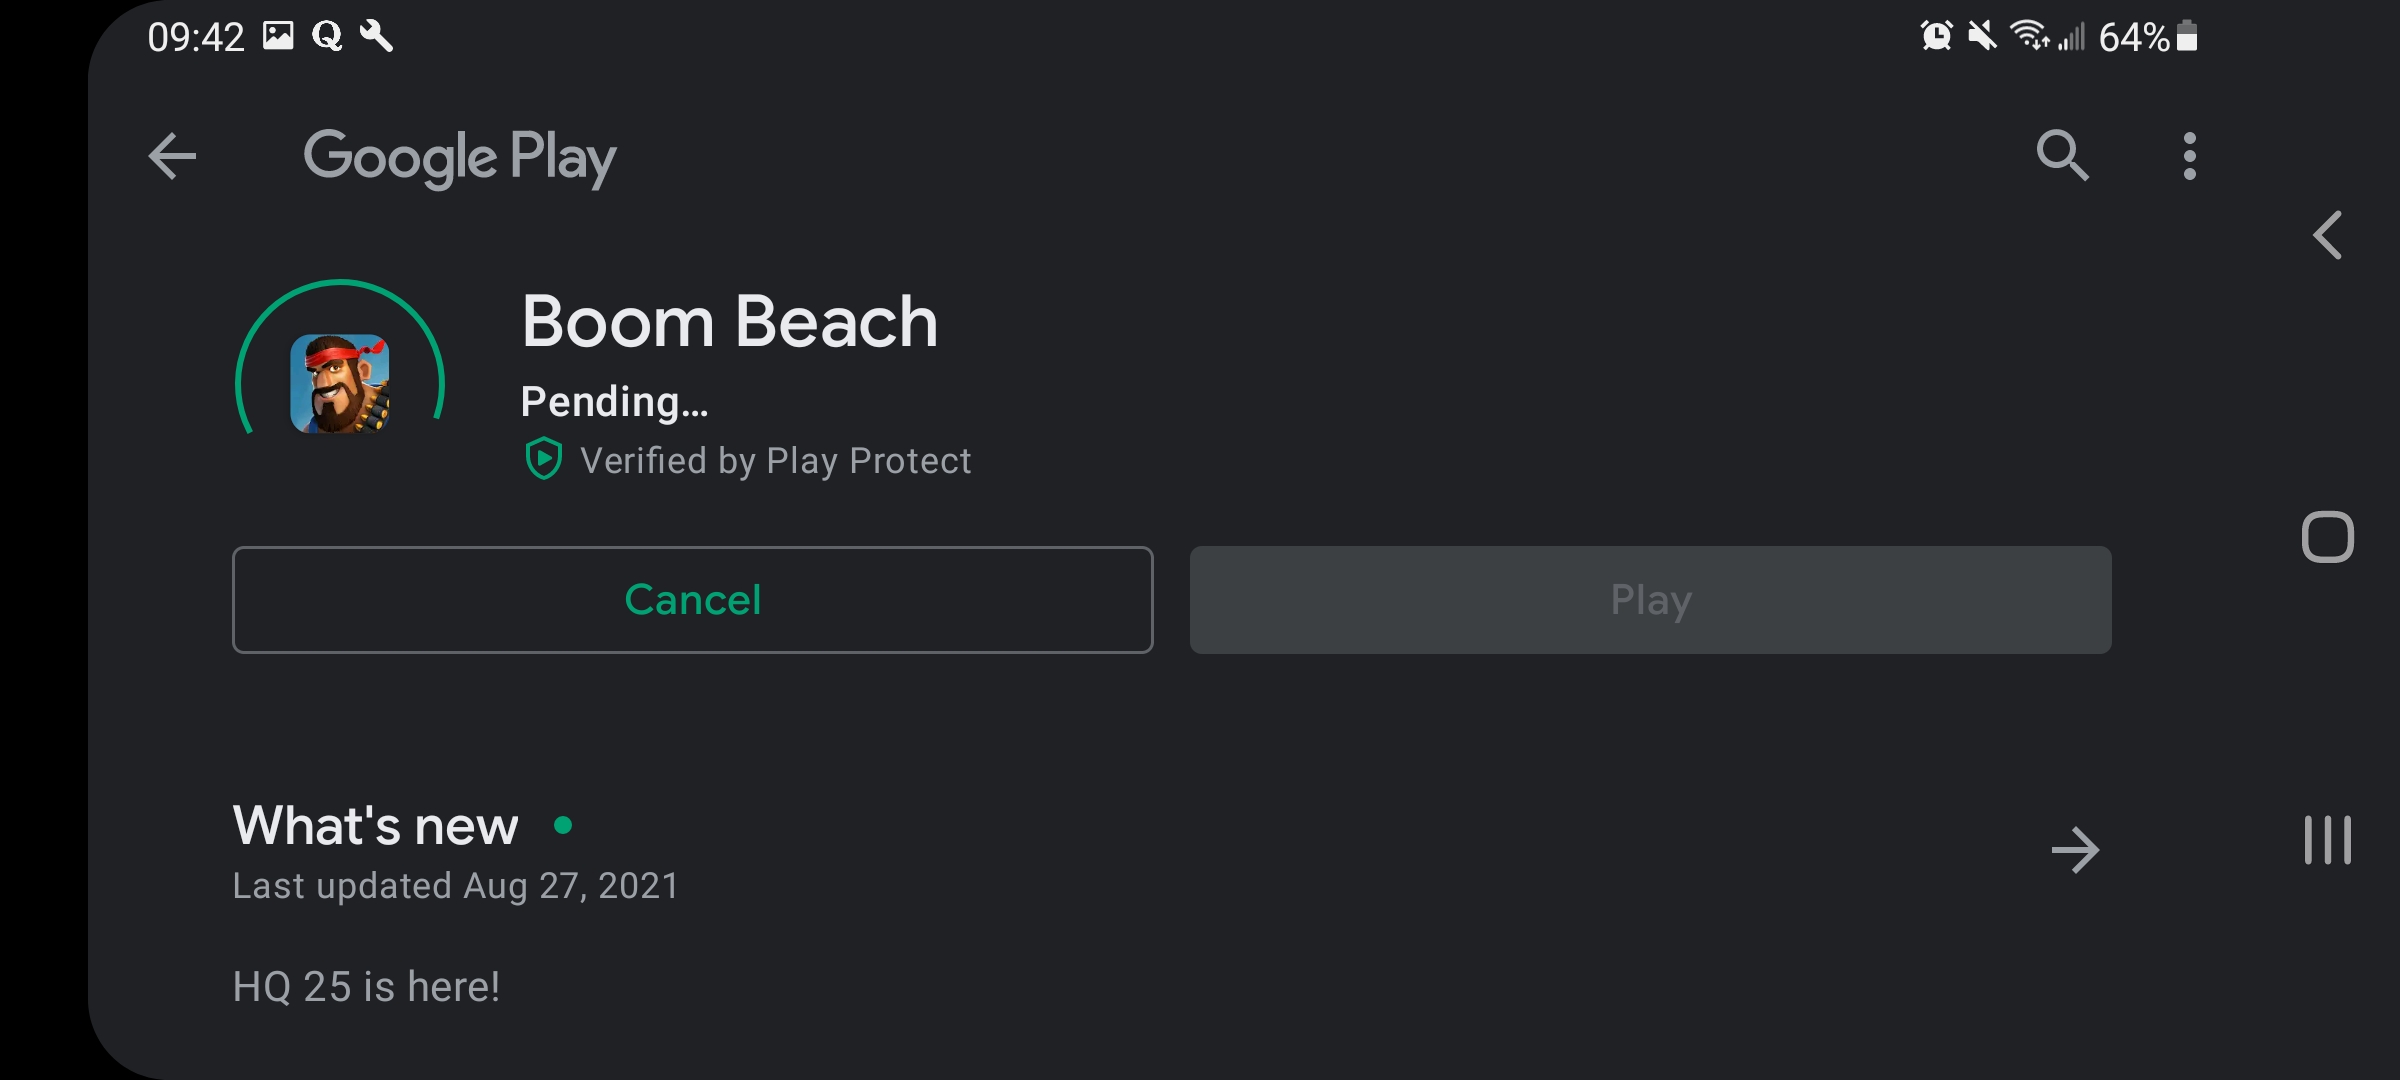 09:42
64%
Google Play
Boom Beach
Pending...
Verified by Play Protect
Cancel
Play
What's new
Last updated Aug 27, 2021
HQ 25 is here!